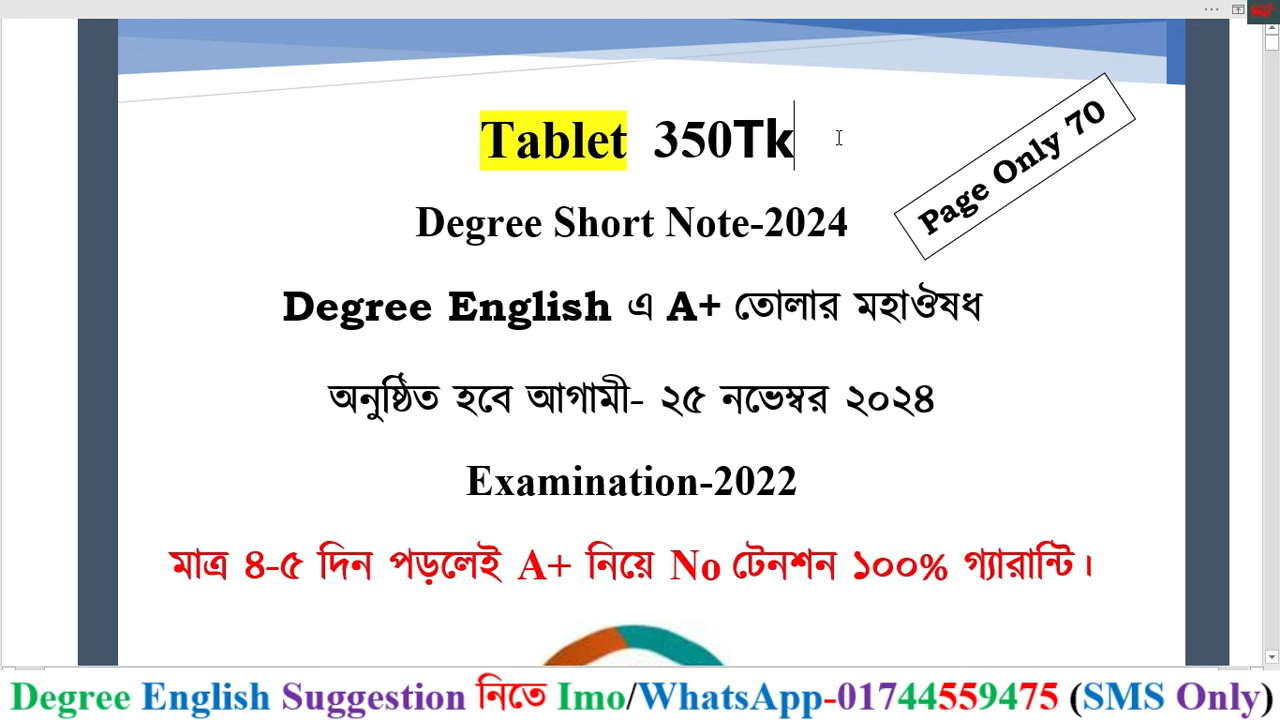 Tablet 350Tk
Page Only 70
Degree Short Note-2024
Degree English এ A+ তোলার মহাঔষধ
অনুষ্ঠিত হবে আগামী- ২৫ নভেম্বর ২০২৪
Examination-2022
মাত্র ৪-৫ দিন পড়লেই A+ নিয়ে No টেনশন ১০০% গ্যারান্টি।
Degree English Suggestion নিতে Imo/WhatsApp-01744559475 (SMS Only)